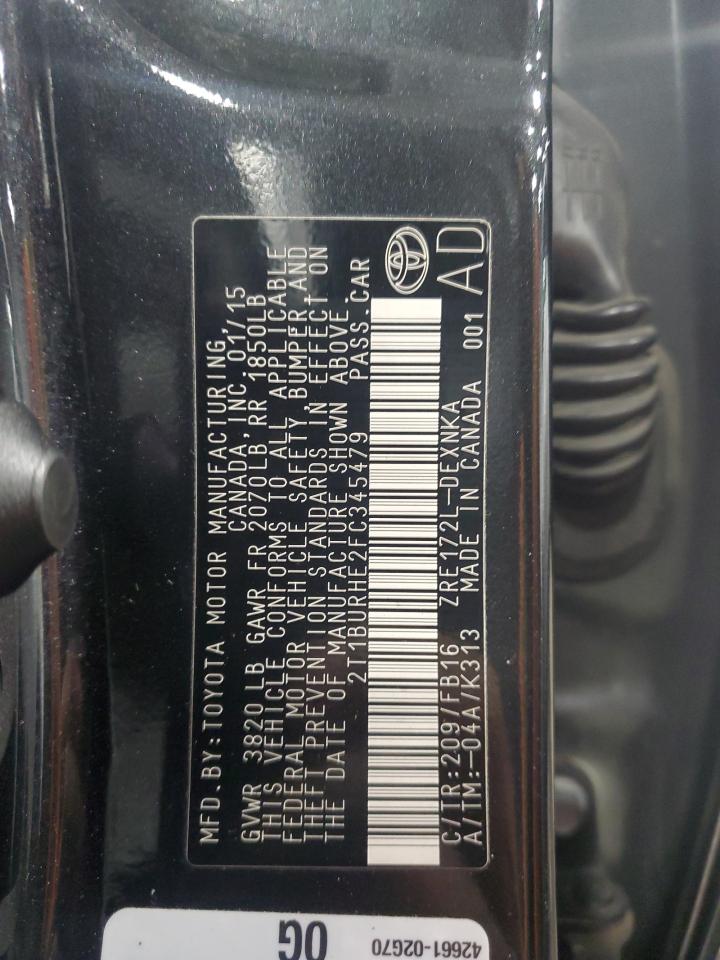 MFD.BY:TOYOTA MOTOR MANUFACTURING,
CANADA,INC. 01/15
GVWR 3820 LB GAWR FR 2070LB,RR 1850LB
THIS VEHICLE CONFORMS TO ALL APPLICABLE
FEDERAL MOTOR VEHICLE SAFETY,BUMPER,AND
THEFT PREVENTION STANDARDS IN EFFECT ON
THE DATE OF MANUFACTURE SHOWN ABOVE.
2T1BURHE2FC345479 PASS.CAR
C/TR:209/FB16 ZRE172L-DEXNKA
A/TM:-04A/K313 MADE IN CANADA 001 AD
42661-02G70
0G